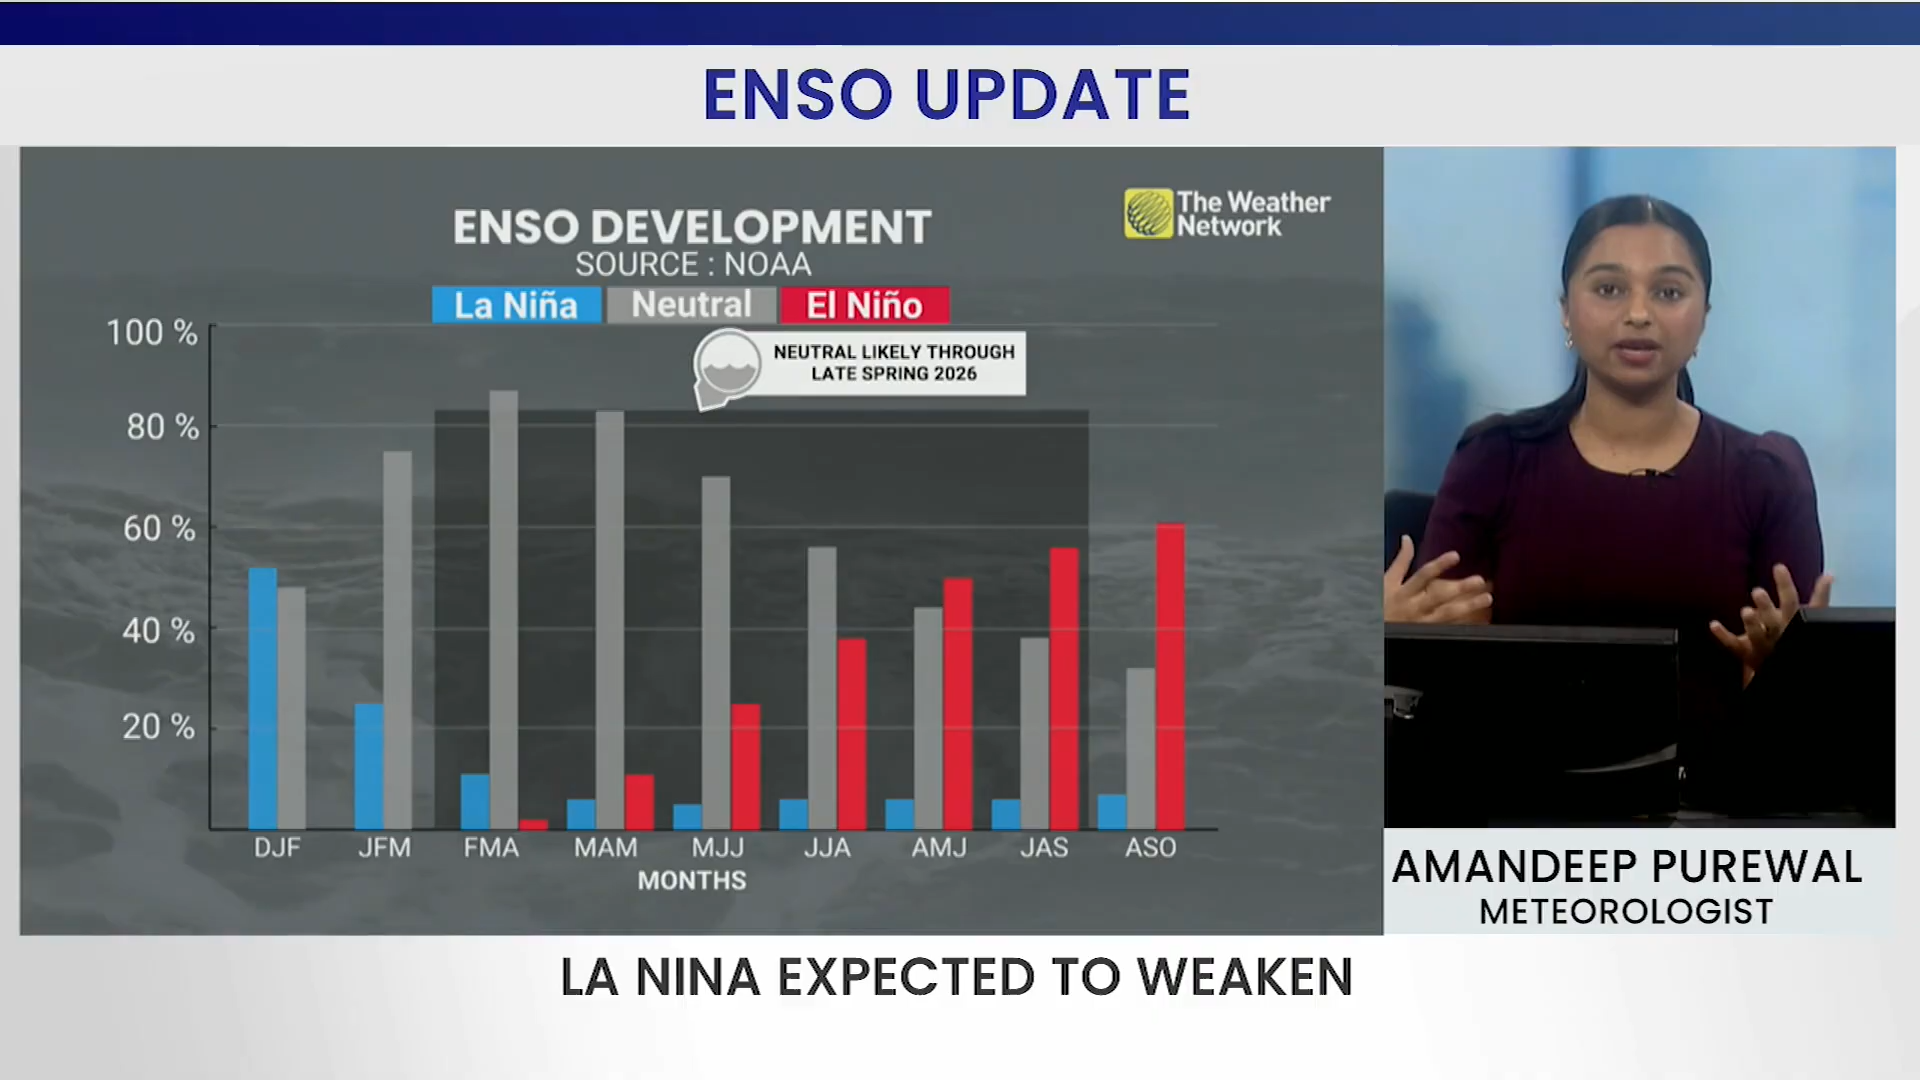 ENSO UPDATE
ENSO DEVELOPMENT
SOURCE : NOAA
The Weather
Network
La Niña
Neutral
El Niño
NEUTRAL LIKELY THROUGH
LATE SPRING 2026
100 %
80 %
60 %
40 %
20 %
DJF
JFM
FMA
MAM
MJJ
JJA
AMJ
JAS
ASO
MONTHS
AMANDEEP PUREWAL
METEOROLOGIST
LA NINA EXPECTED TO WEAKEN